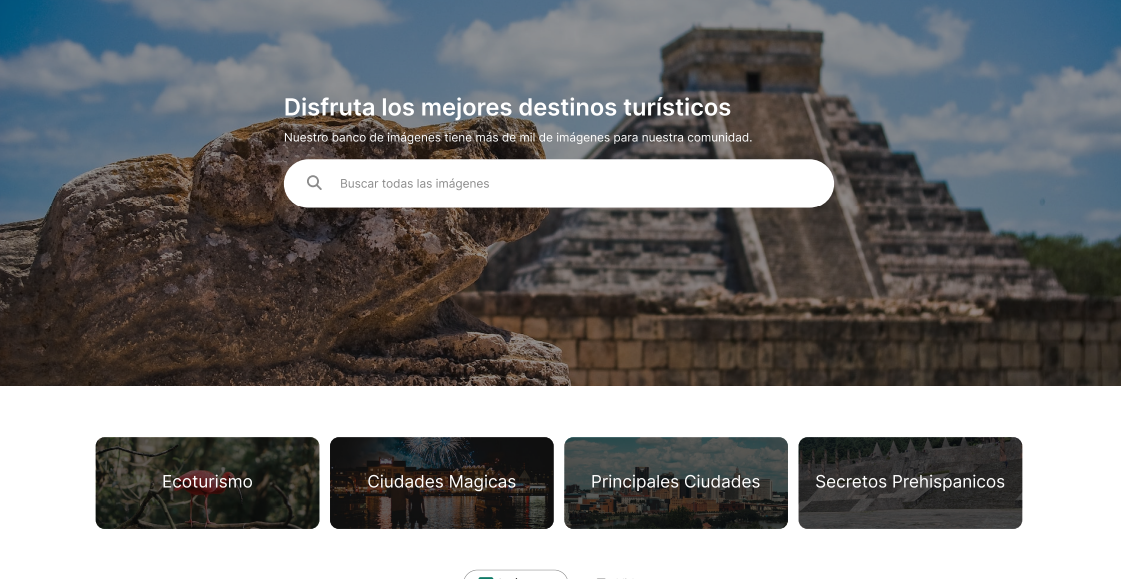 Disfruta los mejores destinos turísticos
Nuestro banco de imágenes tiene más de mil de imágenes para nuestra comunidad.
Buscar todas las imágenes
Ecoturismo
Ciudades Magicas
Principales Ciudades
Secretos Prehispanicos